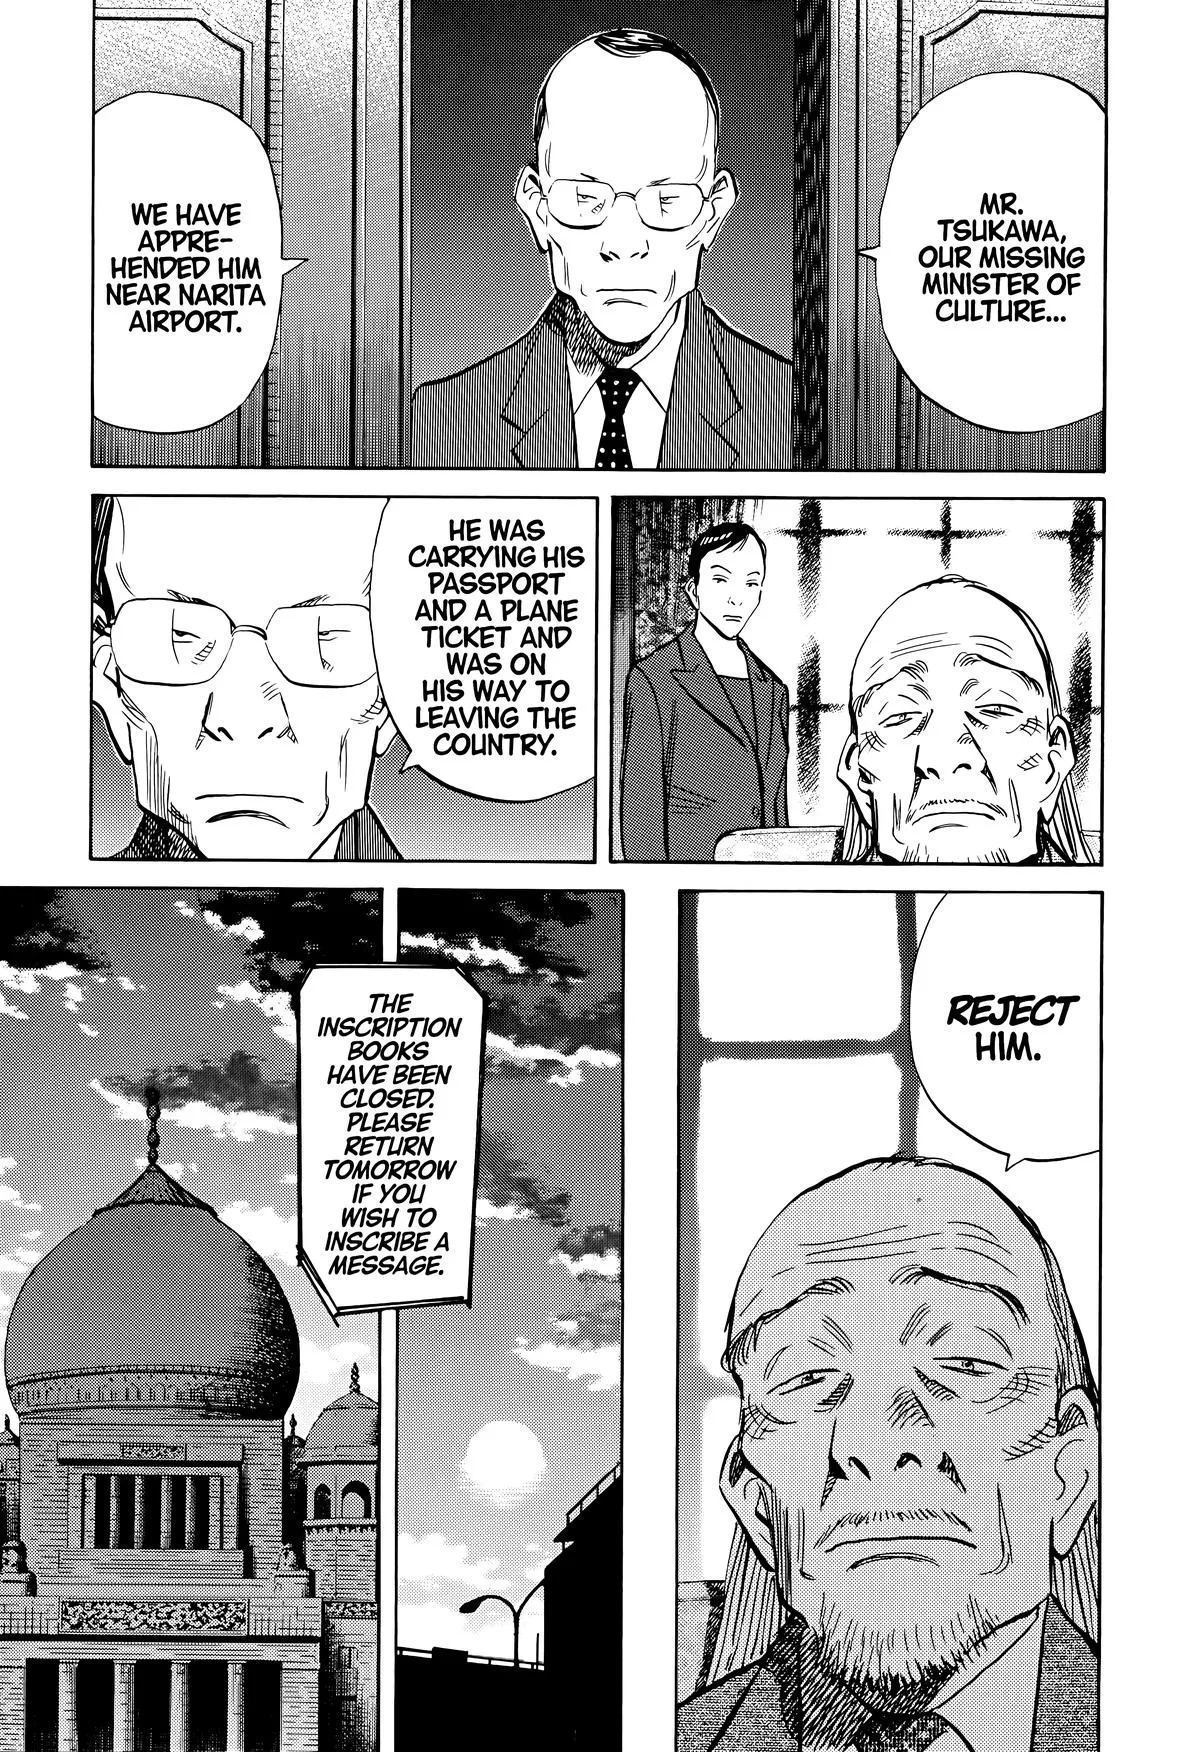 MR.
TSUKAWA,
OUR MISSING
MINISTER OF
CULTURE...
WE HAVE
APPRE-
HENDED HIM
NEAR NARITA
AIRPORT.
HE WAS
CARRYING HIS
PASSPORT
AND A PLANE
TICKET AND
WAS ON
HIS WAY TO
LEAVING THE
COUNTRY.
REJECT
HIM.
THE
INSCRIPTION
BOOKS
HAVE BEEN
CLOSED.
PLEASE
RETURN
TOMORROW
IF YOU
WISH TO
INSCRIBE A
MESSAGE.